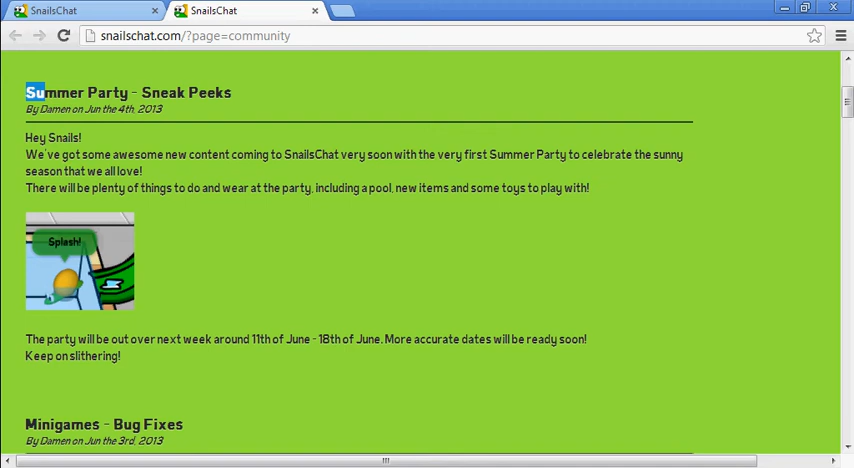 SnailsChat
SnailsChat
snailschat.com/?page=community
Summer Party - Sneak Peeks
By Damen on Jun the 4th, 2013
Hey Snails!
We've got some awesome new content coming to SnailsChat very soon with the very first Summer Party to celebrate the sunny
season that we all love!
There will be plenty of things to do and wear at the party, including a pool, new items and some toys to play with!
Splash!
The party will be out over next week around 11th of June - 18th of June. More accurate dates will be ready soon!
Keep on slithering!
Minigames - Bug Fixes
By Damen on Jun the 3rd, 2013